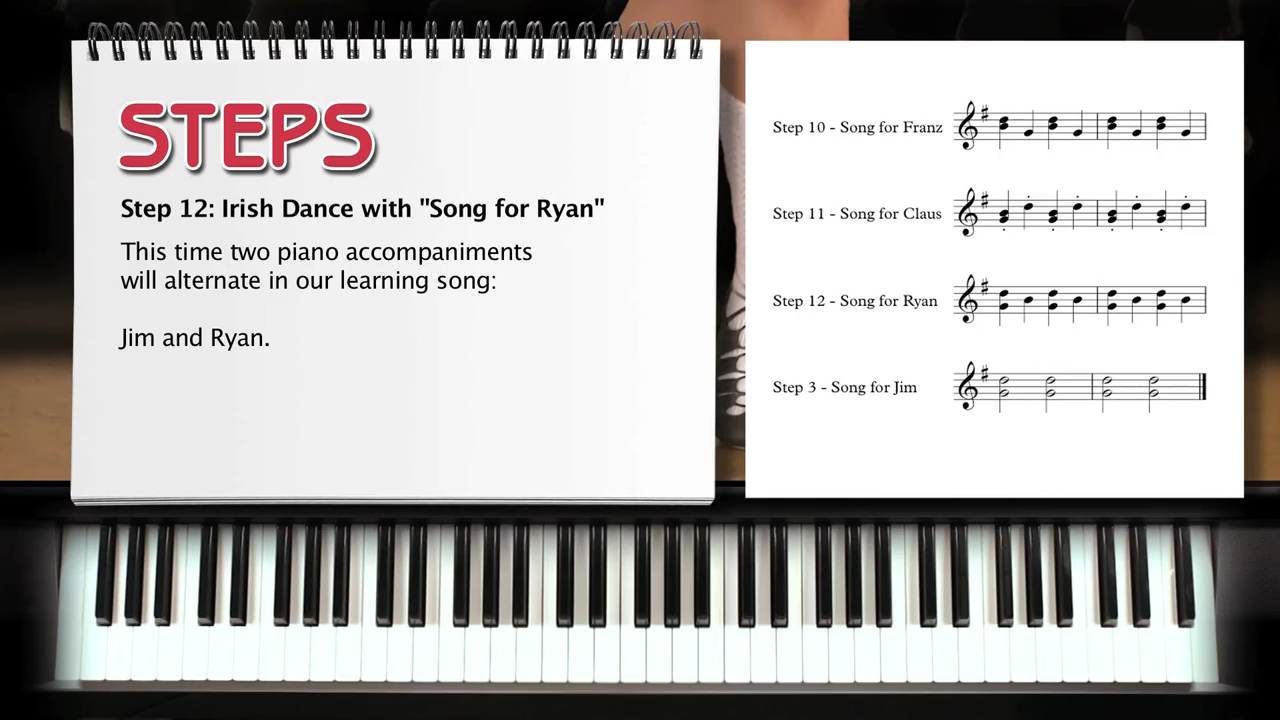 STEPS
Step 12: Irish Dance with "Song for Ryan"
This time two piano accompaniments
will alternate in our learning song:
Jim and Ryan.
Step 10 - Song for Franz
Step 11 - Song for Claus
Step 12 - Song for Ryan
Step 3 - Song for Jim